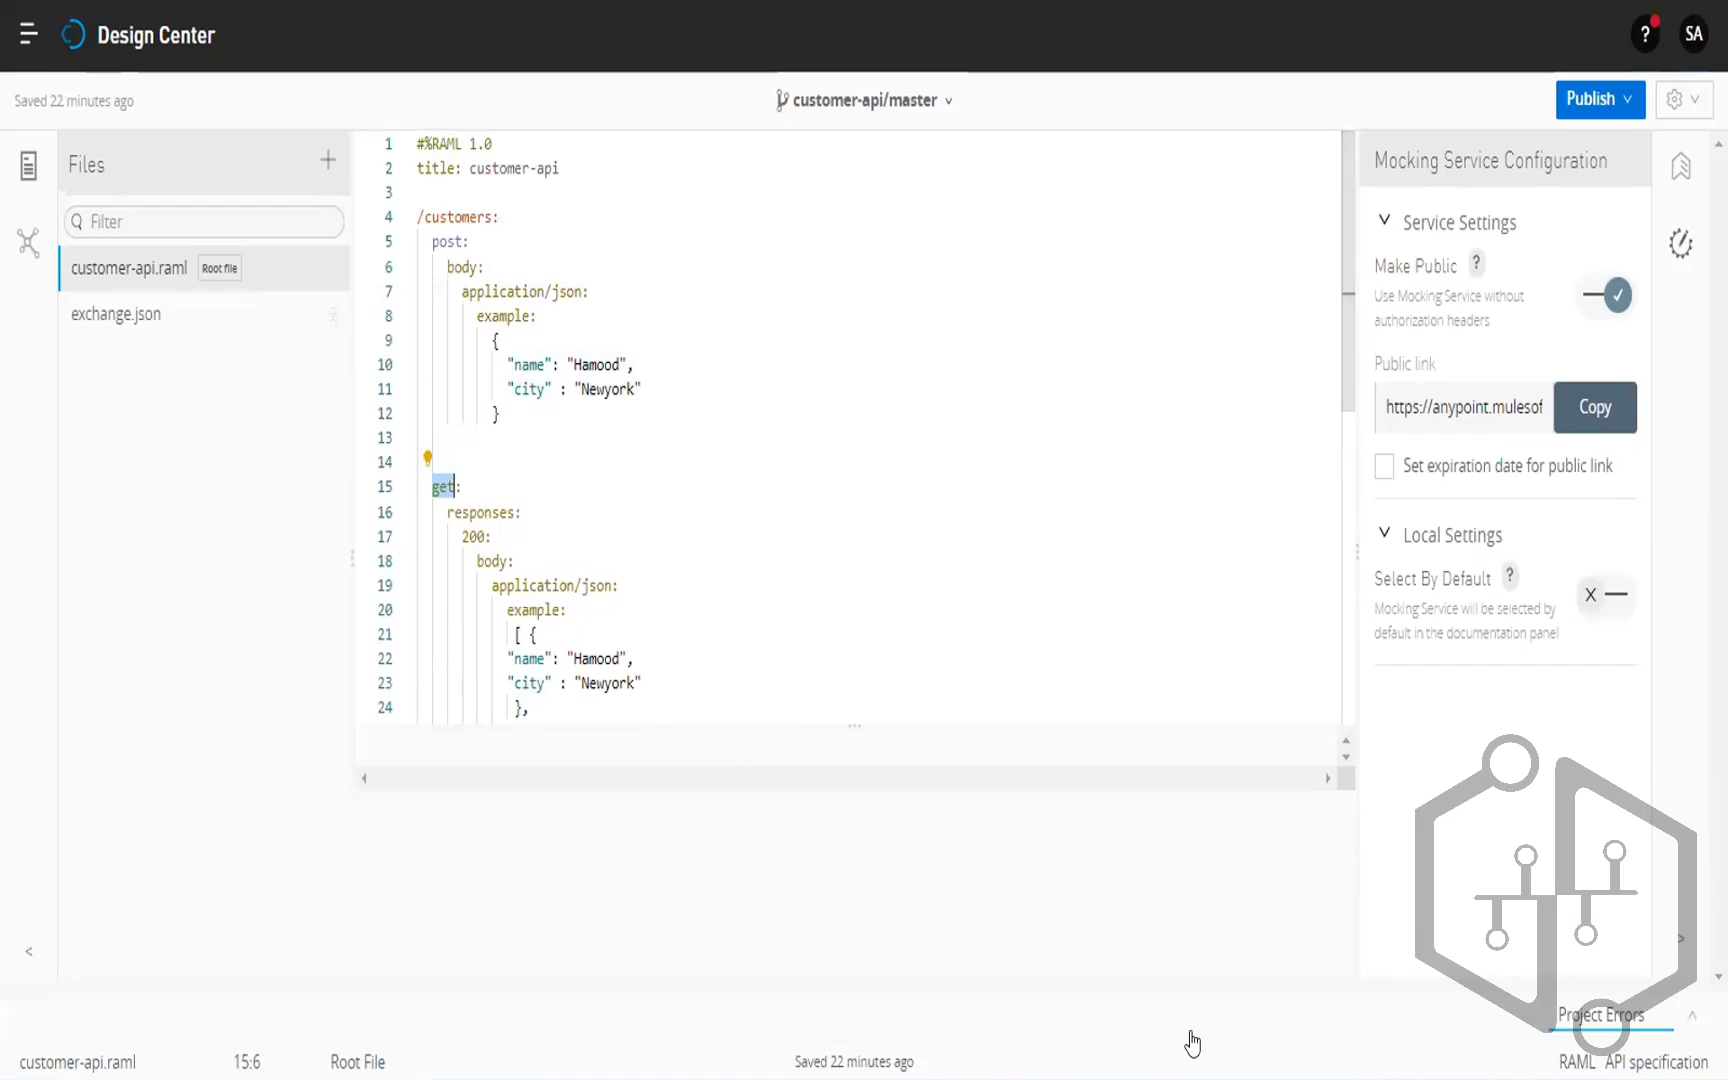 Design Center
?
SA
Saved 22 minutes ago
customer-api/master
Publish
Files
Filter
customer-api.raml Root file
exchange.json
1 #%RAML 1.0
2 title: customer-api
3
4 /customers:
5 post:
6 body:
7 application/json:
8 example:
9 {
10 "name": "Hamood",
11 "city" : "Newyork"
12 }
13
14
15 get:
16 responses:
17 200:
18 body:
19 application/json:
20 example:
21 [ {
22 "name": "Hamood",
23 "city" : "Newyork"
24 },
Mocking Service Configuration
Service Settings
Make Public ?
Use Mocking Service without
authorization headers
Public link
https://anypoint.mulesof
Copy
Set expiration date for public link
Local Settings
Select By Default ?
X
Mocking Service will be selected by
default in the documentation panel
Project Errors
customer-api.raml 15:6 Root File Saved 22 minutes ago RAML API specification